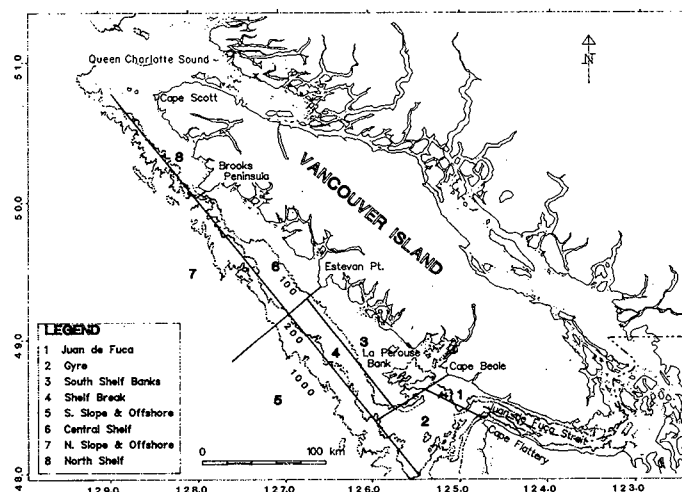 Queen Charlotte Sound
Cape Scott
N
8
Brooks
Peninsula
VANCOUVER ISLAND
7
6
100
Estevan Pt.
200
3
La Perouse
Bank
4
Cape Beale
1000
5
1
2
Juan de Fuca Strait
Cape Flattery
LEGEND
1 Juan de Fuca
2 Gyre
3 South Shelf Banks
4 Shelf Break
5 S. Slope & Offshore
6 Central Shelf
7 N. Slope & Offshore
8 North Shelf
0 100
km
51.0
50.0
49.0
48.0
129.0 128.0 127.0 126.0 125.0 124.0 123.0